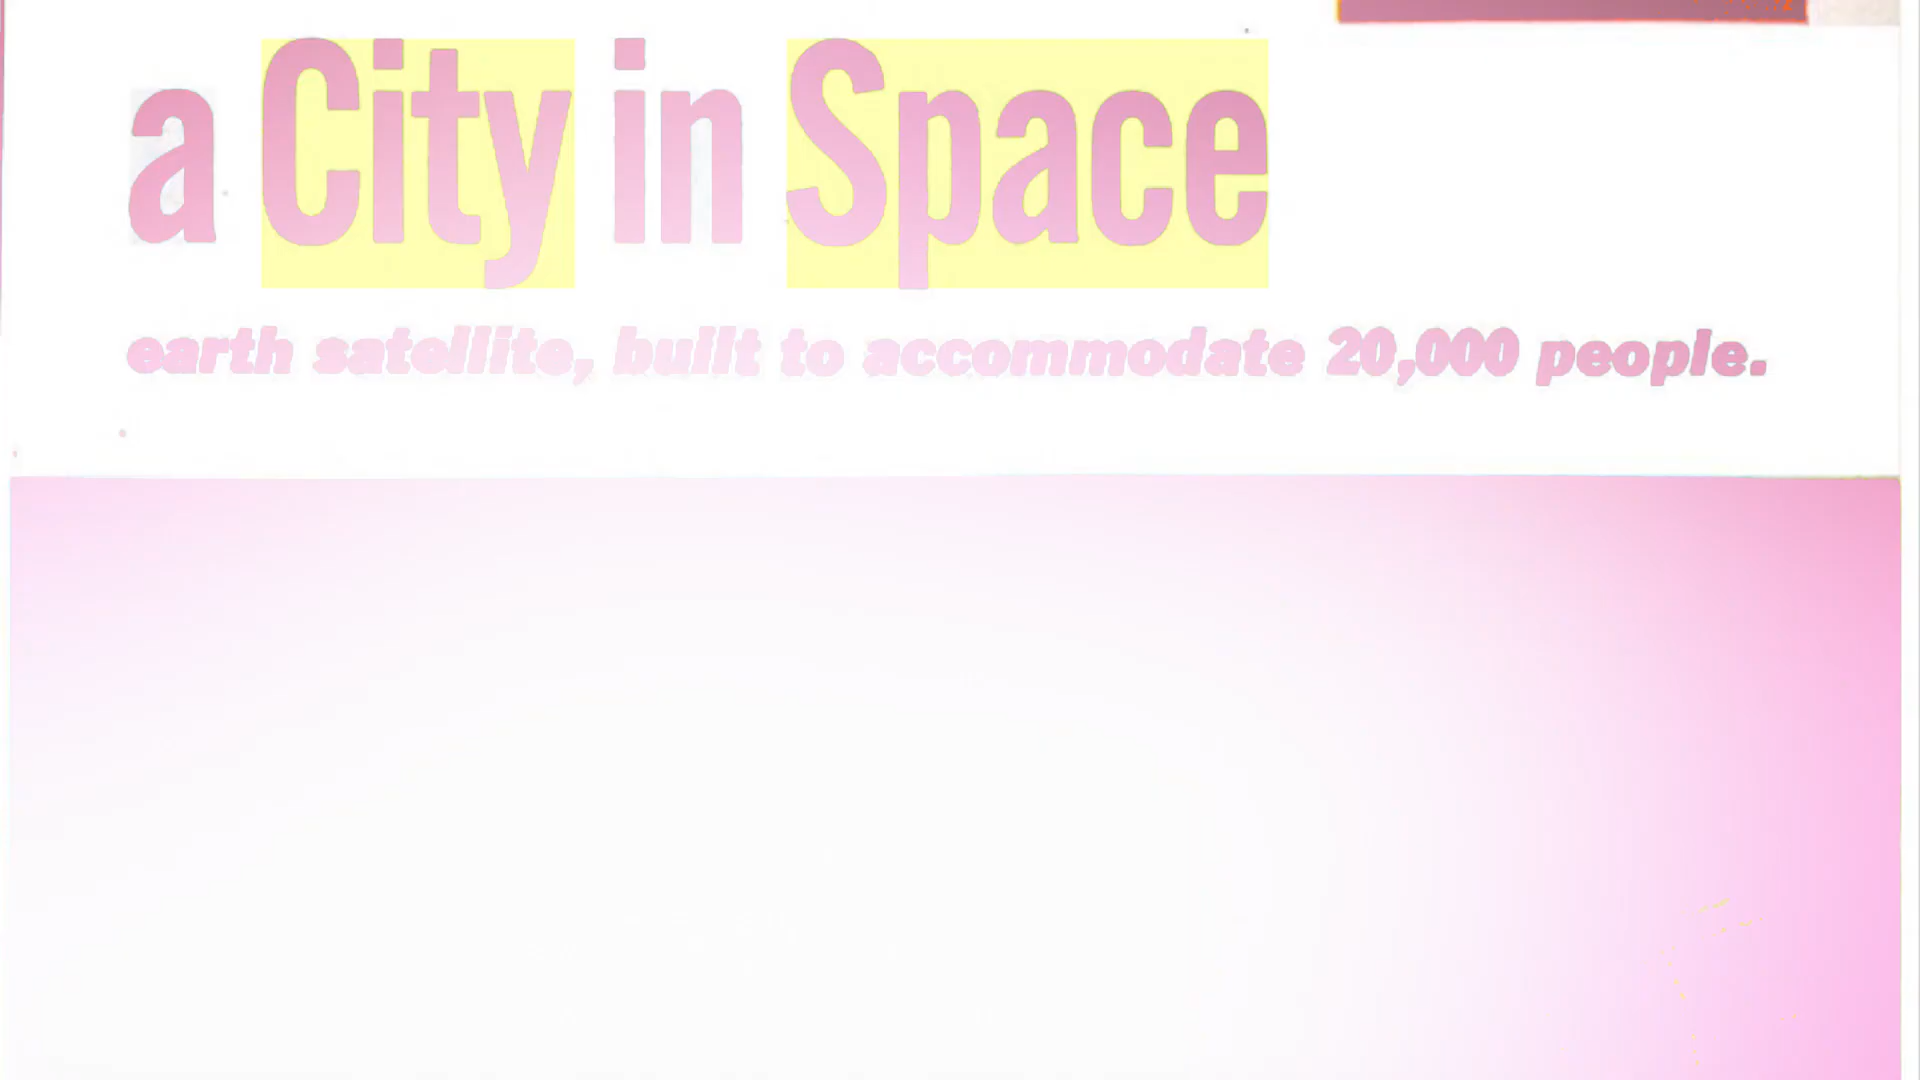 a City in Space
earth satellite, built to accommodate 20,000 people.